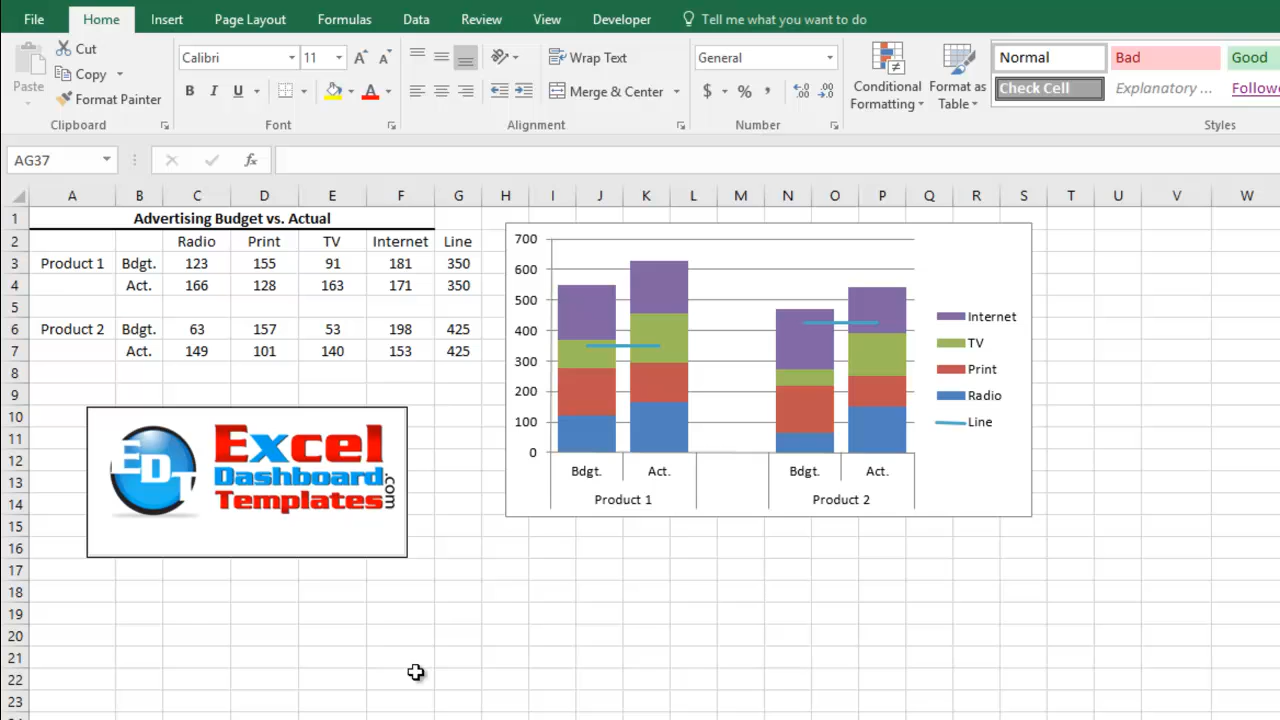 File Home Insert Page Layout Formulas Data Review View Developer Tell me what you want to do
Cut
Copy
Format Painter
Paste
Clipboard
Calibri 11
B I U
Font
Wrap Text
Merge & Center
Alignment
General
$ % ,
Number
Conditional Formatting
Format as Table
Normal Bad Good
Check Cell Explanatory ... Followe
Styles
AG37 fx
A B C D E F G H I J K L M N O P Q R S T U V W
1 Advertising Budget vs. Actual
2 Radio Print TV Internet Line
3 Product 1 Bdgt. 123 155 91 181 350
4 Act. 166 128 163 171 350
5
6 Product 2 Bdgt. 63 157 53 198 425
7 Act. 149 101 140 153 425
8
9
10
11
12
13
14
15
16
17
18
19
20
21
22
23
EDT
Excel
Dashboard
Templates
.com
700
600
500
400
300
200
100
0
Bdgt. Act. Bdgt. Act.
Product 1 Product 2
Internet
TV
Print
Radio
Line